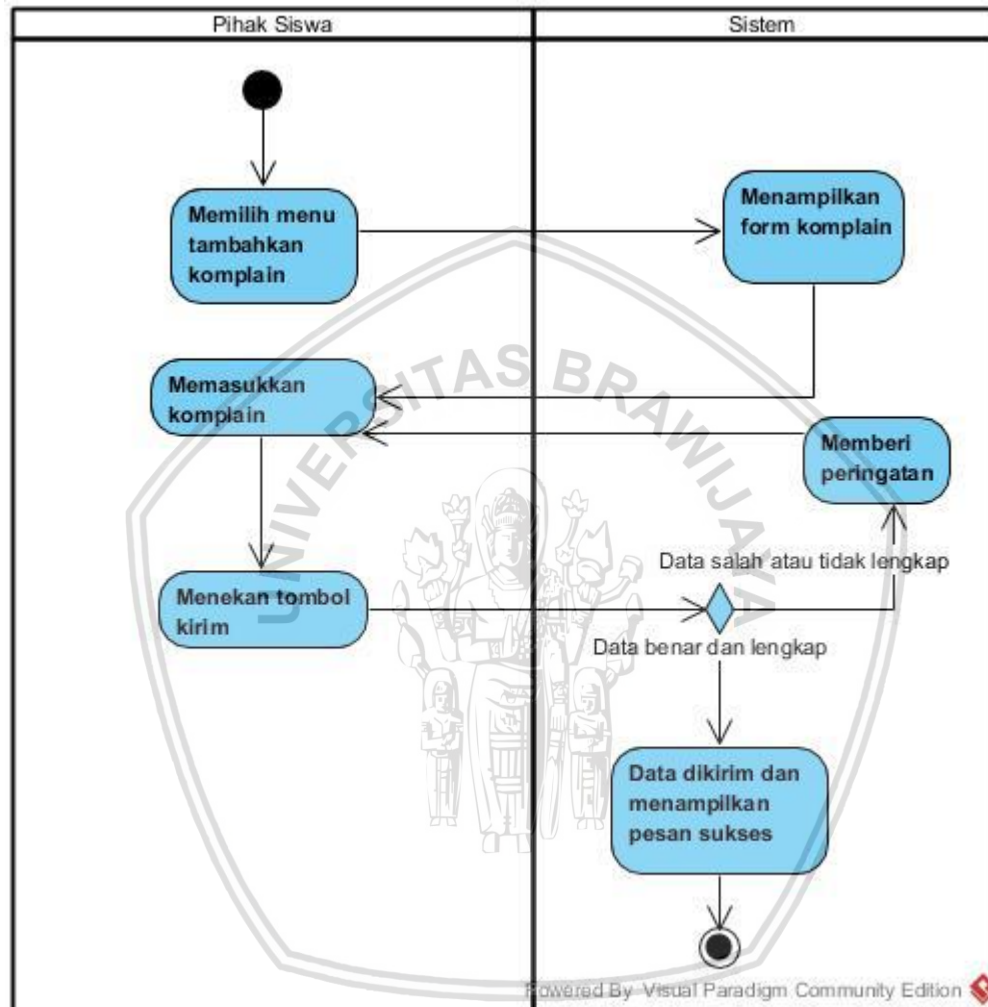 Pihak Siswa
Sistem
Memilih menu
tambahkan
komplain
Menampilkan
form komplain
Memasukkan
komplain
Memberi
peringatan
Menekan tombol
kirim
Data salah atau tidak lengkap
Data benar dan lengkap
Data dikirim dan
menampilkan
pesan sukses
UNIVERSITAS BRAWIJAYA
Powered By Visual Paradigm Community Edition